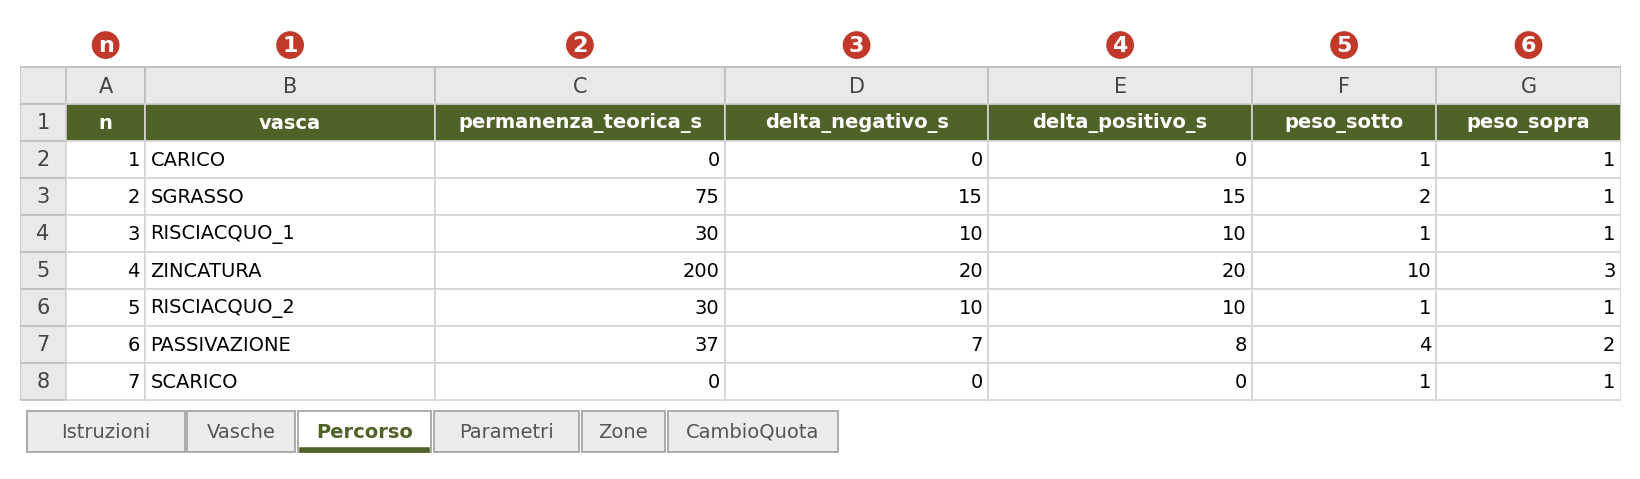 n 1 2 3 4 5 6
A B C D E F G
1 n vasca permanenza_teorica_s delta_negativo_s delta_positivo_s peso_sotto peso_sopra
2 1 CARICO 0 0 0 1 1
3 2 SGRASSO 75 15 15 2 1
4 3 RISCIACQUO_1 30 10 10 1 1
5 4 ZINCATURA 200 20 20 10 3
6 5 RISCIACQUO_2 30 10 10 1 1
7 6 PASSIVAZIONE 37 7 8 4 2
8 7 SCARICO 0 0 0 1 1
Istruzioni Vasche Percorso Parametri Zone CambioQuota